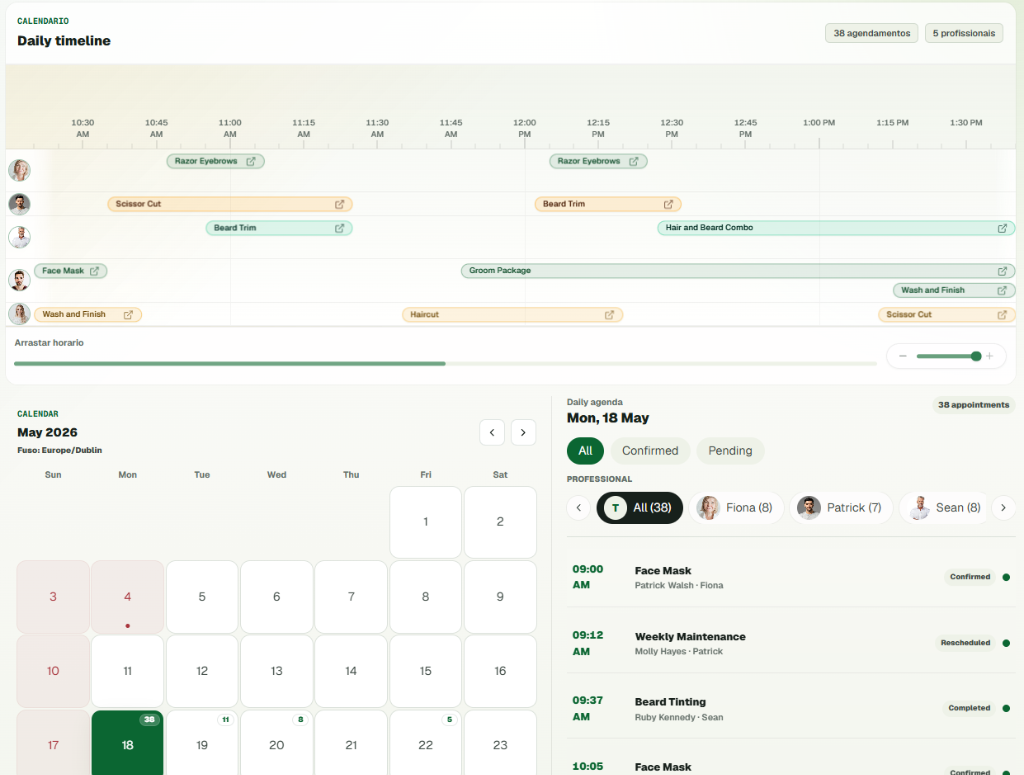 CALENDARIO
Daily timeline
38 agendamentos
5 profissionais
10:30 AM
10:45 AM
11:00 AM
11:15 AM
11:30 AM
11:45 AM
12:00 PM
12:15 PM
12:30 PM
12:45 PM
1:00 PM
1:15 PM
1:30 PM
Razor Eyebrows
Razor Eyebrows
Scissor Cut
Beard Trim
Beard Trim
Hair and Beard Combo
Face Mask
Groom Package
Wash and Finish
Wash and Finish
Haircut
Scissor Cut
Arrastar horario
CALENDAR
May 2026
Fuso: Europe/Dublin
Sun Mon Tue Wed Thu Fri Sat
1 2
3 4 5 6 7 8 9
10 11 12 13 14 15 16
38 11 8 5
17 18 19 20 21 22 23
Daily agenda
Mon, 18 May
38 appointments
All Confirmed Pending
PROFESSIONAL
T All (38) Fiona (8) Patrick (7) Sean (8)
09:00 AM
Face Mask
Patrick Walsh · Fiona
Confirmed
09:12 AM
Weekly Maintenance
Molly Hayes · Patrick
Rescheduled
09:37 AM
Beard Tinting
Ruby Kennedy · Sean
Completed
10:05
Face Mask
Confirmed